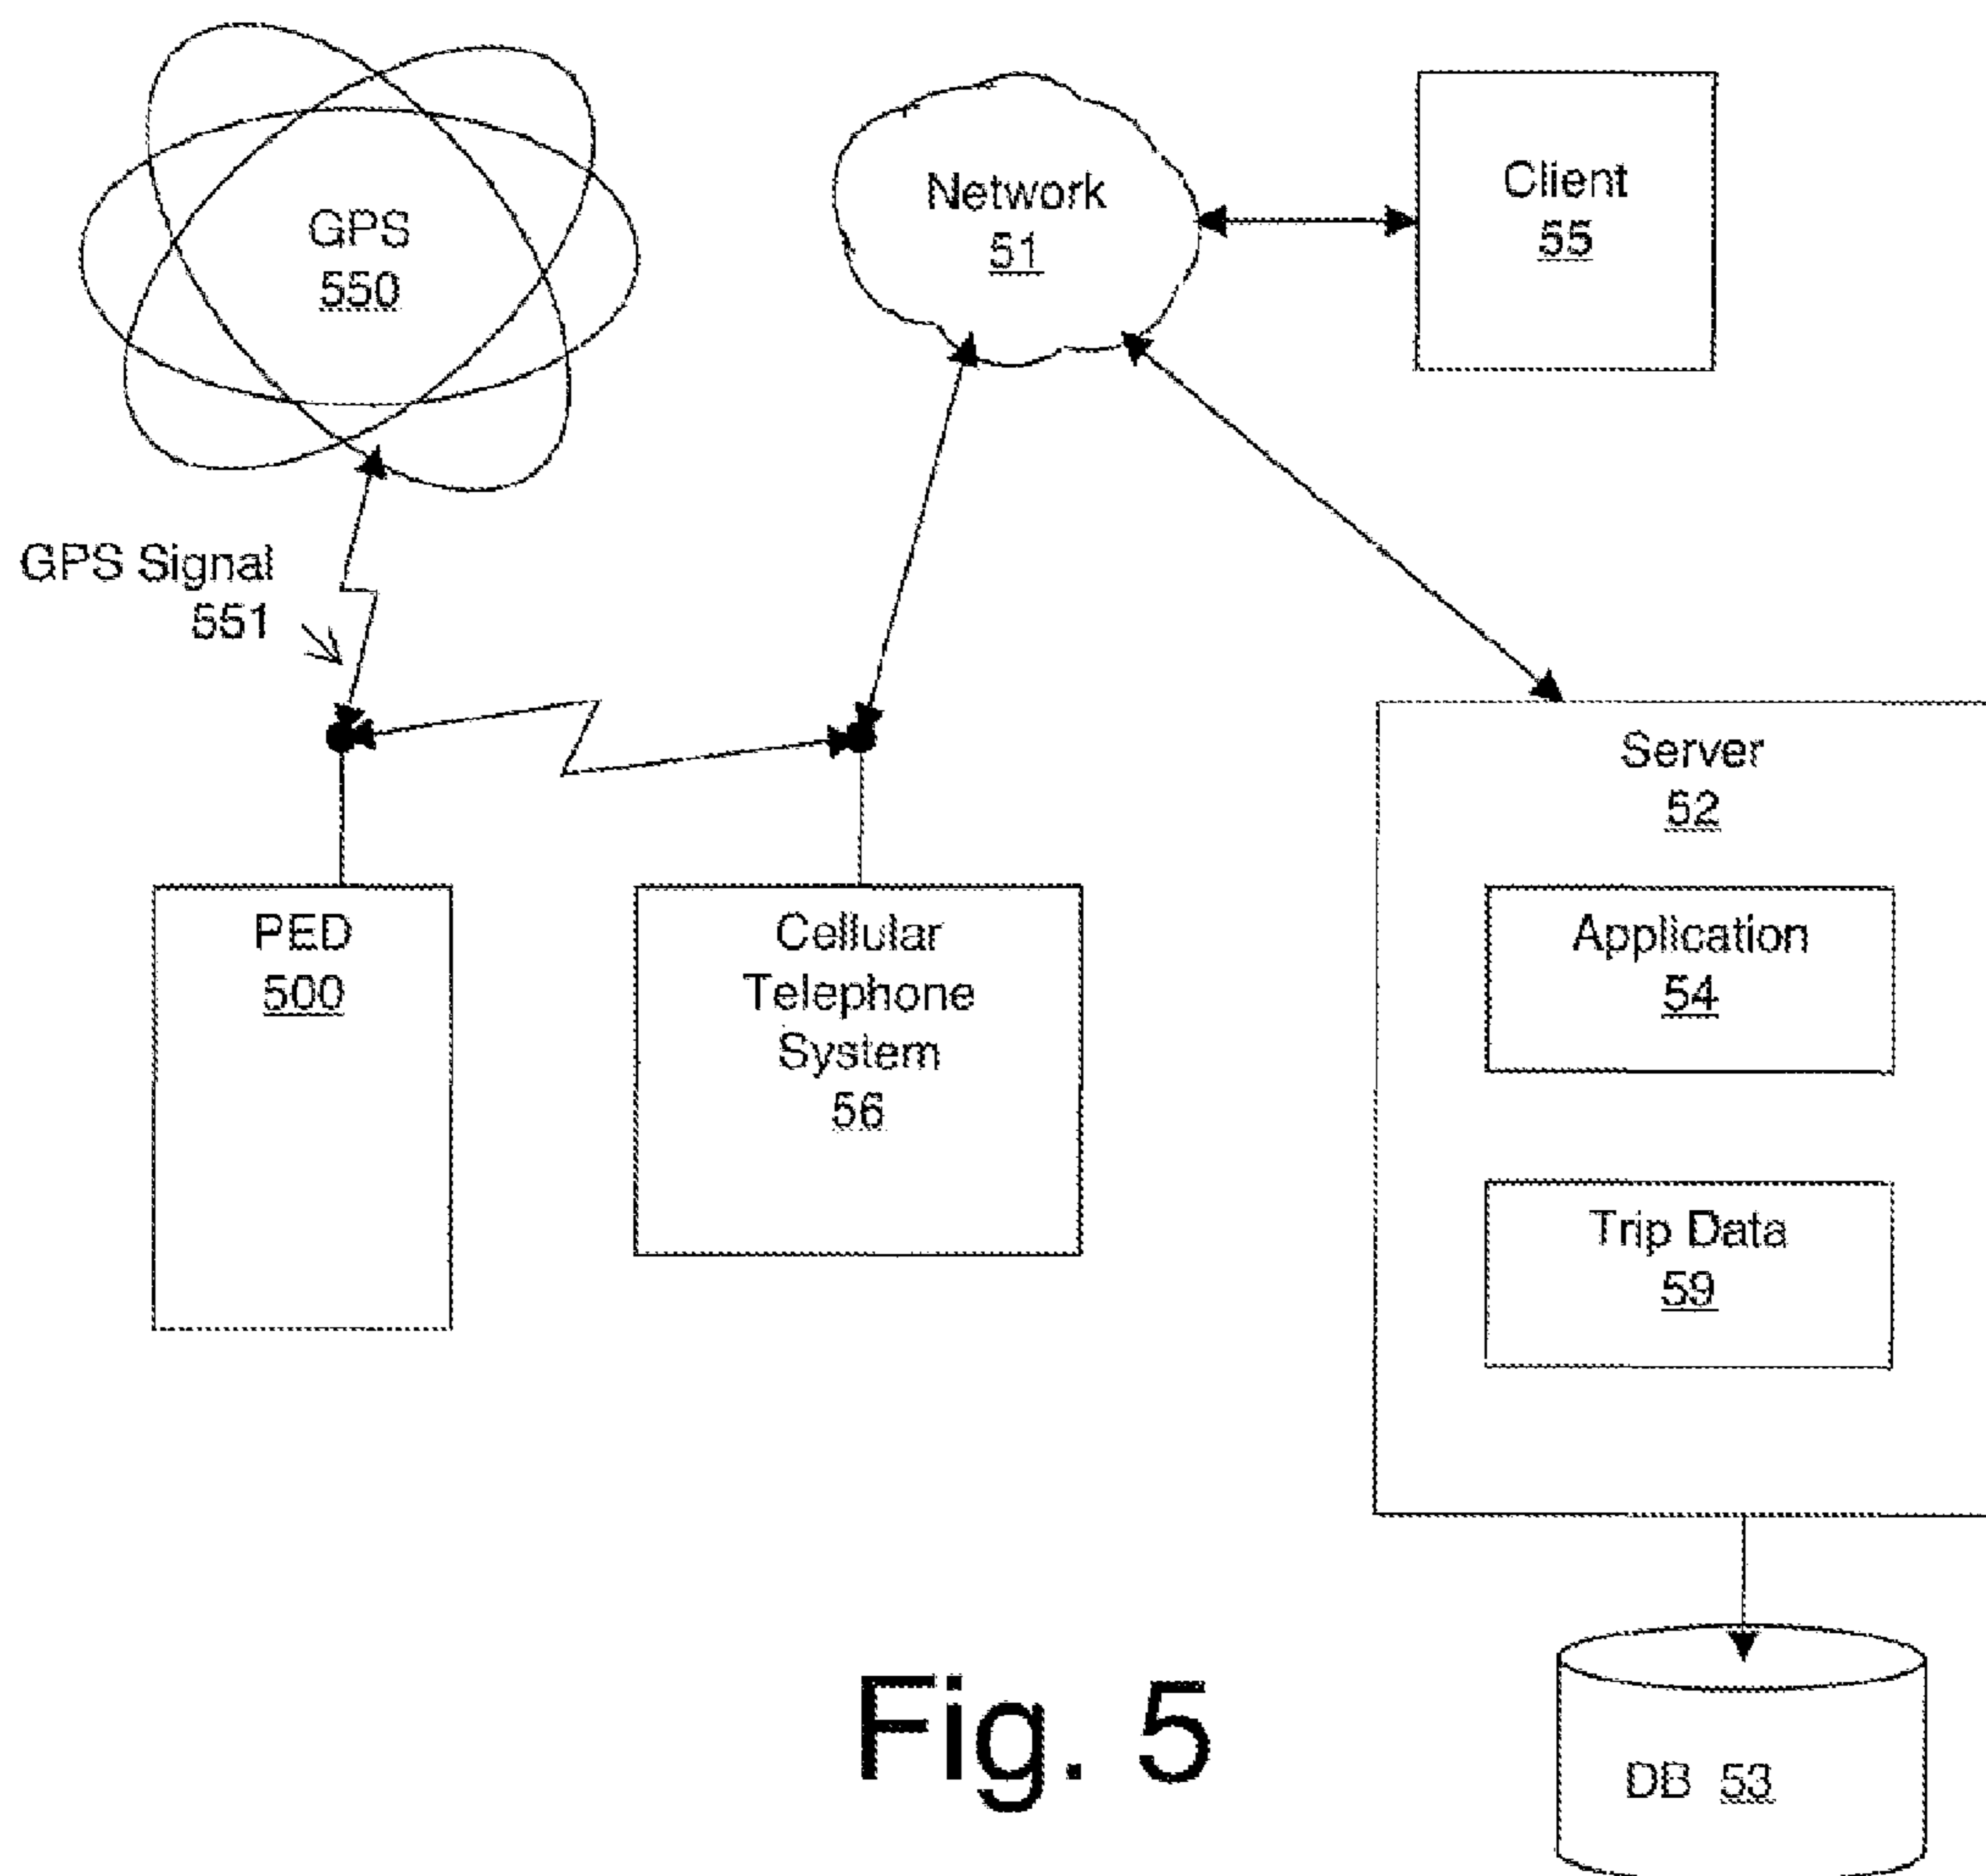 GPS
550
Network
51
Client
55
GPS Signal
551
PED
500
Cellular
Telephone
System
56
Server
52
Application
54
Trip Data
59
DB 53
Fig. 5